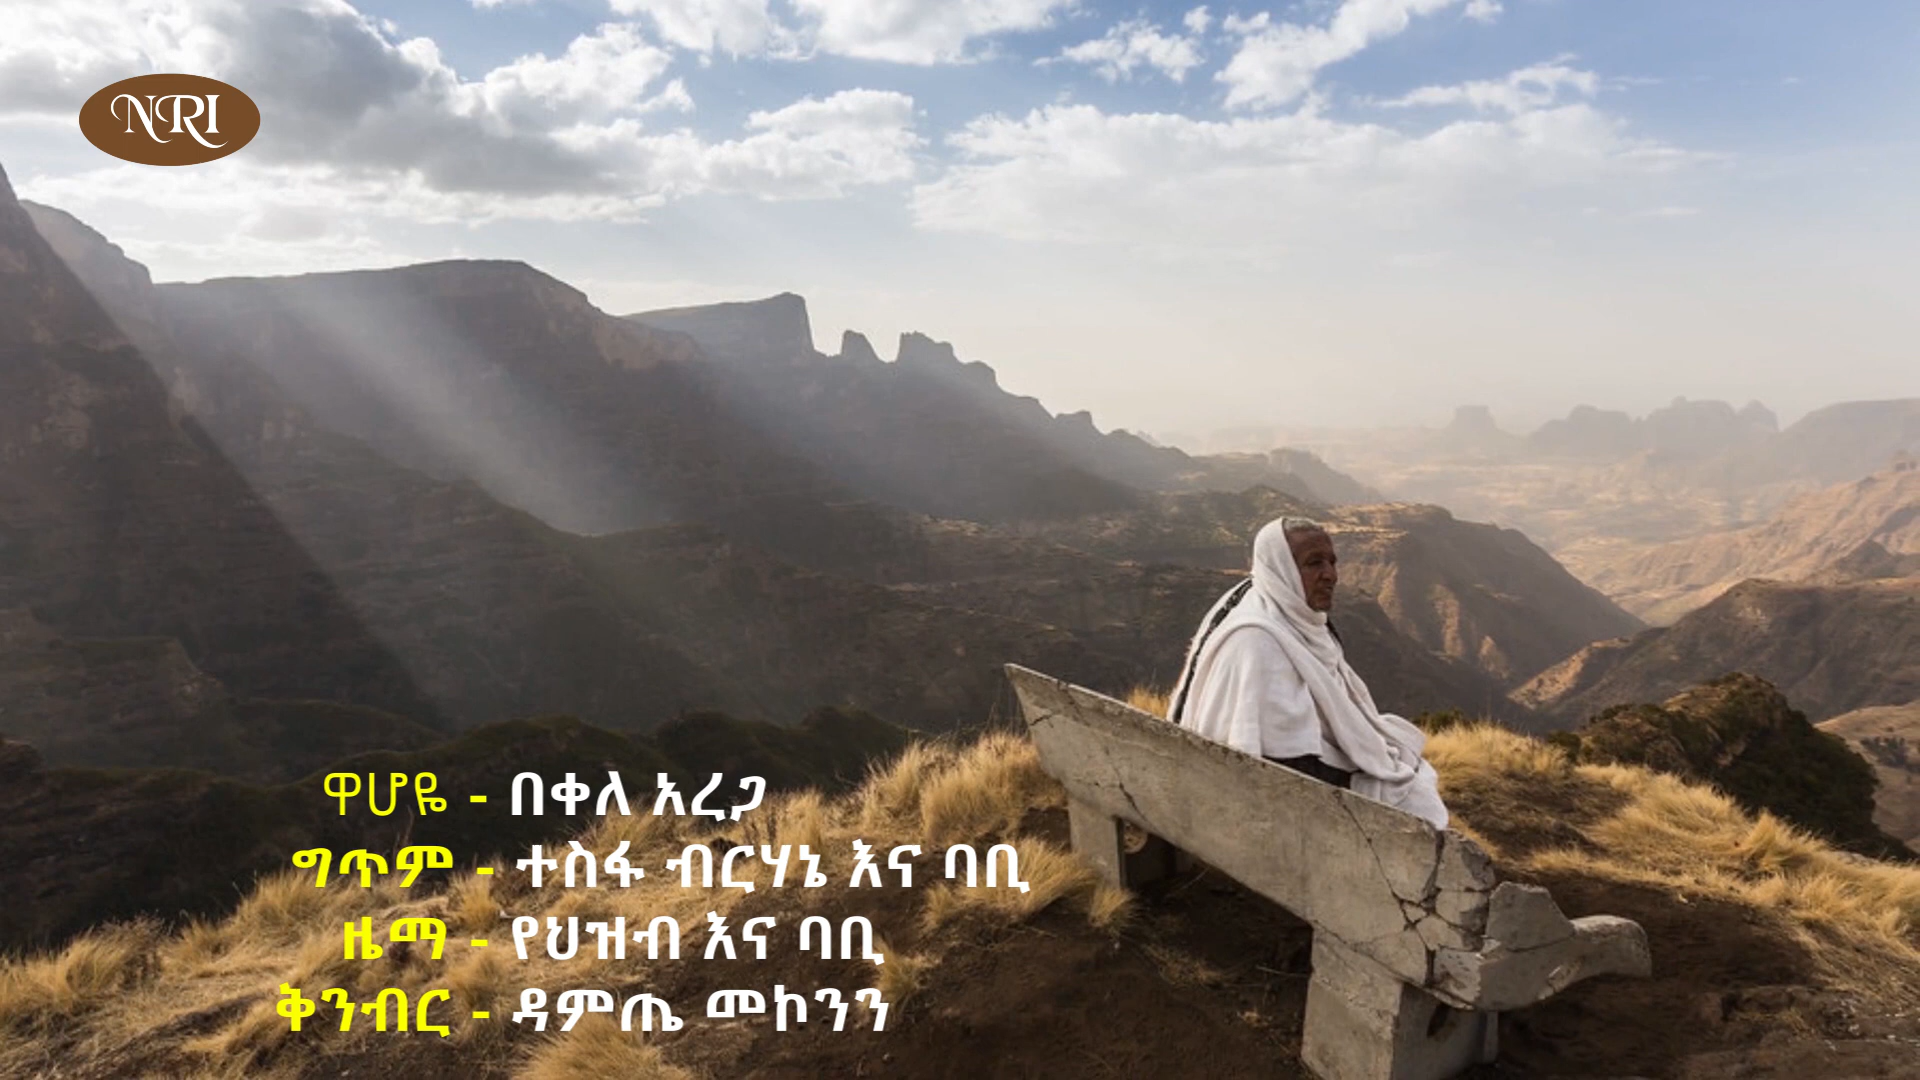 NRI
ዋሆዬ - በቀለ አረጋ
ግጥም - ተስፋ ብርሃኔ እና ባቢ
ዜማ - የህዝብ እና ባቢ
ቅንብር - ዳምጤ መኮንን